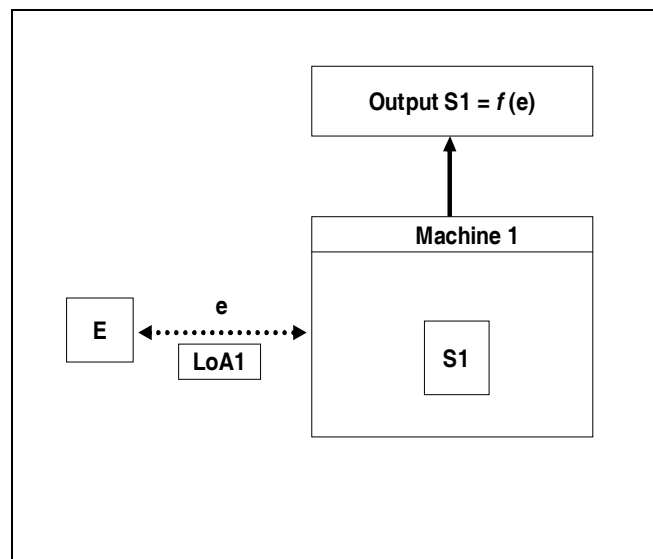 Output S1 = f (e)
Machine 1
e
E
LoA1
S1